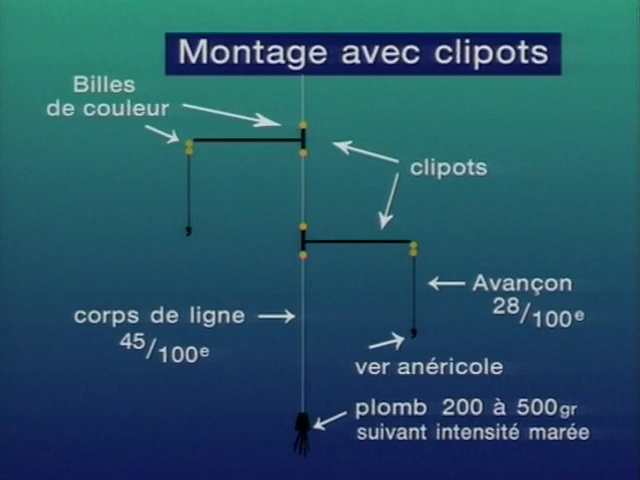 Montage avec clipots
Billes
de couleur
clipots
Avançon
28/100e
corps de ligne
45/100e
ver anéricole
plomb 200 à 500gr
suivant intensité marée